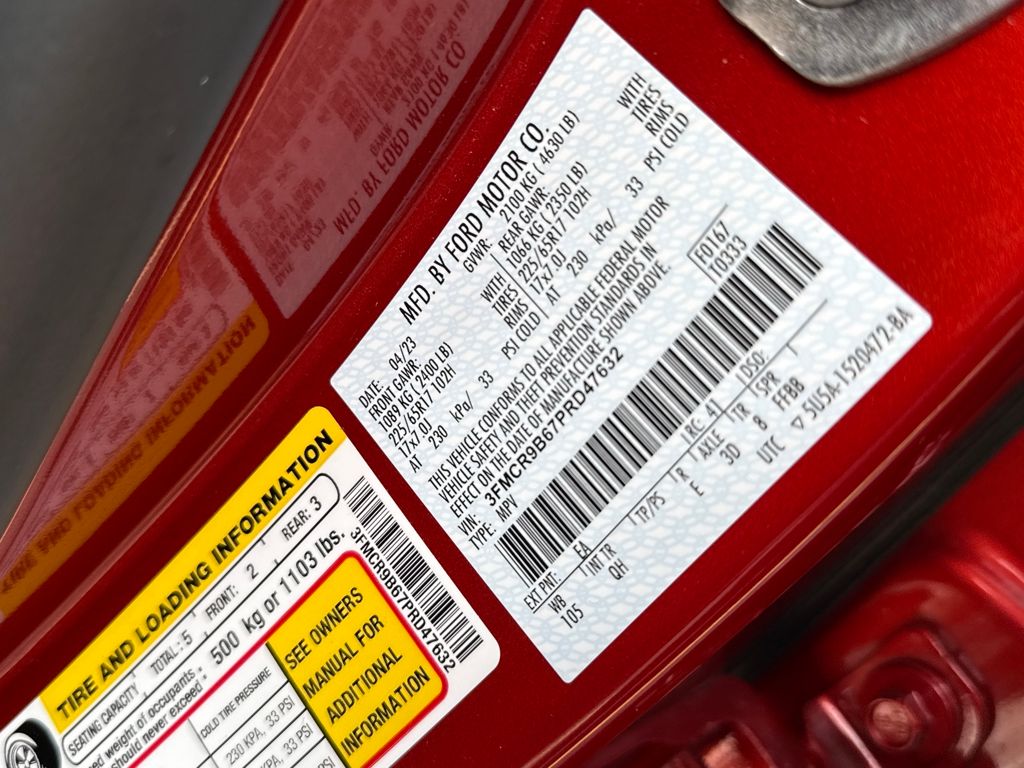 MFD. BY FORD MOTOR CO.
DATE: 04/23 GVWR: 2100 KG ( 4630 LB)
FRONT GAWR: REAR GAWR:
1089 KG (2400 LB) WITH 1066 KG (2350 LB) WITH
225/65R17 102H TIRES 225/65R17 102H TIRES
17x7.0J RIMS 17x7.0J RIMS
AT 230 kPa/ 33 PSI COLD AT 230 kPa/ 33 PSI COLD
THIS VEHICLE CONFORMS TO ALL APPLICABLE FEDERAL MOTOR
VEHICLE SAFETY AND THEFT PREVENTION STANDARDS IN
EFFECT ON THE DATE OF MANUFACTURE SHOWN ABOVE.
VIN: 3FMCR9B67PRD47632 F0167
TYPE: MPV T0333
EXT PNT: EA RC: 41 DSO:
WB INT TR TP/PS R AXLE TR SPR
105 QH E 3D 8 FFBB
UTC ▽ 5U5A-1520472-BA
TIRE AND LOADING INFORMATION
SEATING CAPACITY TOTAL : 5 FRONT: 2 REAR: 3
weight of occupants
should never exceed : 500 kg or 1103 lbs.
COLD TIRE PRESSURE
230 KPA, 33 PSI
KPA, 33 PSI
PSI
SEE OWNERS
MANUAL FOR
ADDITIONAL
INFORMATION
3FMCR9B67PRD47632